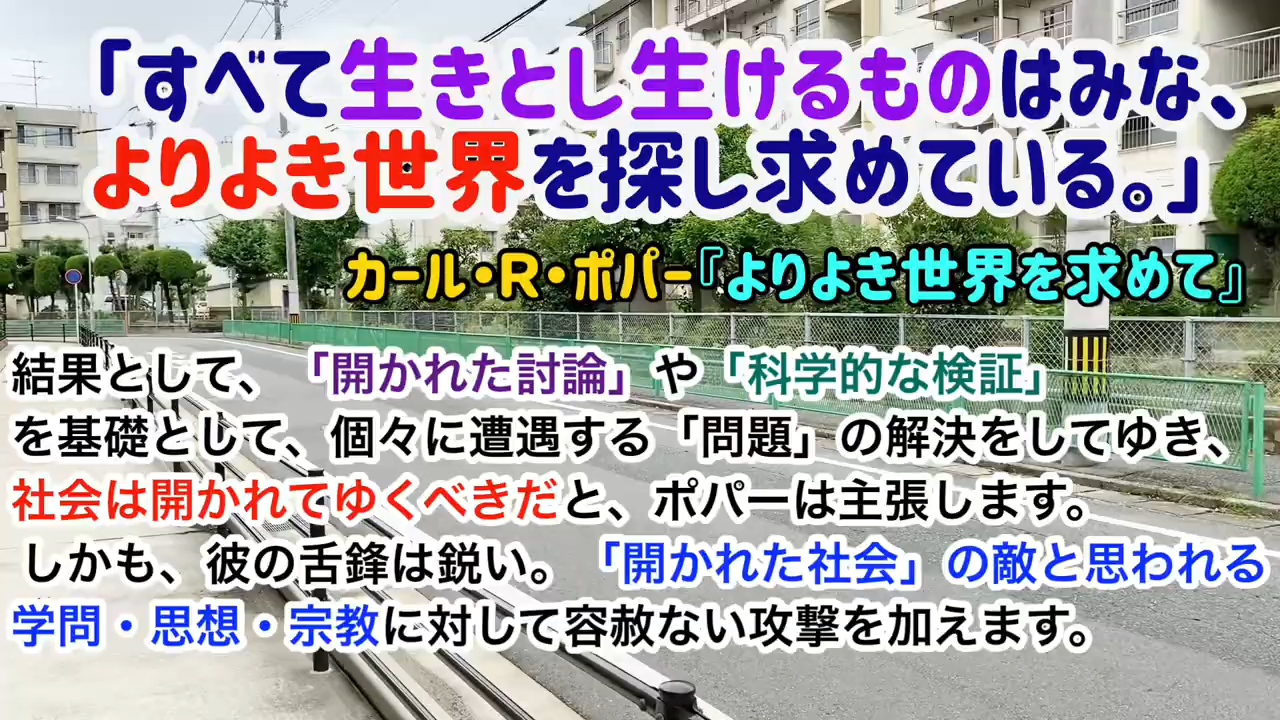 「すべて生きとし生けるものはみな、
よりよき世界を探し求めている。」
カール・R・ポパー『よりよき世界を求めて』
結果として、「開かれた討論」や「科学的な検証」
を基礎として、個々に遭遇する「問題」の解決をしてゆき、
社会は開かれてゆくべきだと、ポパーは主張します。
しかも、彼の舌鋒は鋭い。「開かれた社会」の敵と思われる
学問・思想・宗教に対して容赦ない攻撃を加えます。